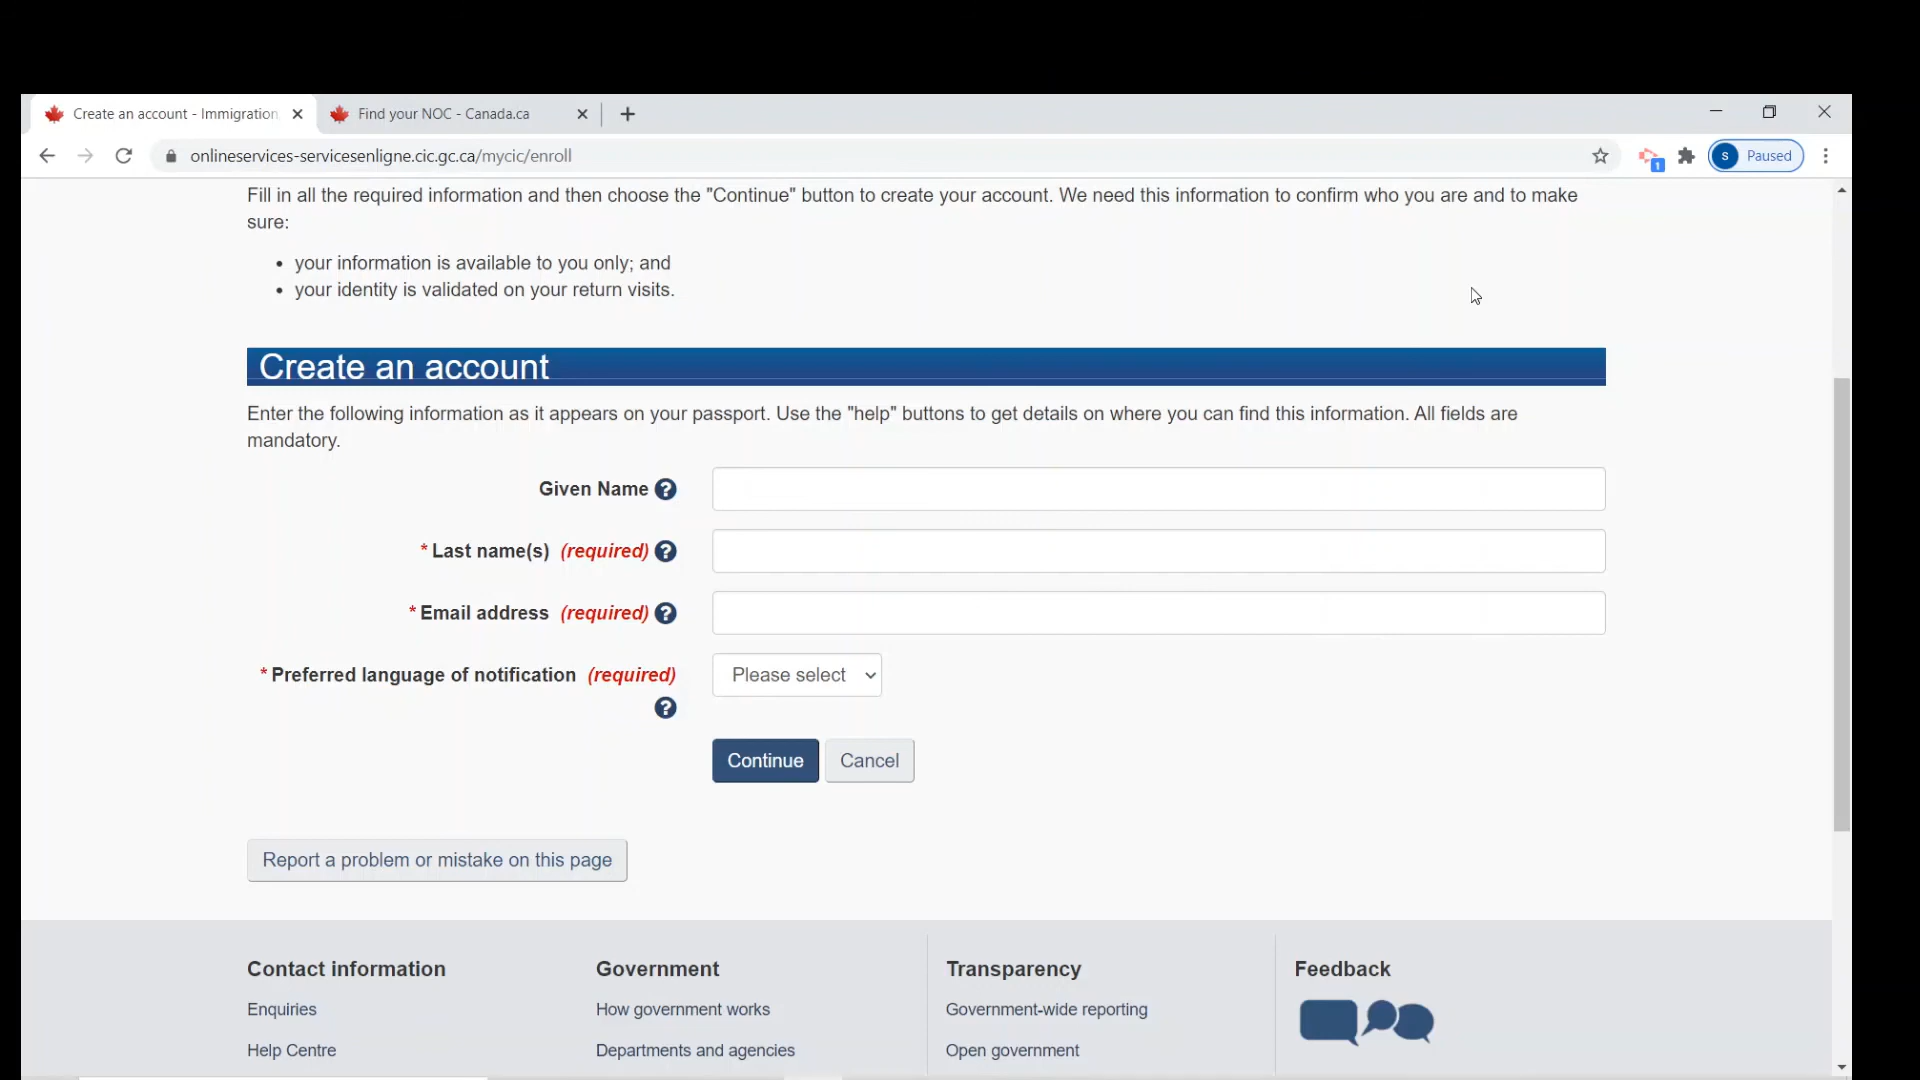 Create an account - Immigration
Find your NOC - Canada.ca
onlineservices-servicesenligne.cic.gc.ca/mycic/enroll
1
S
Paused
Fill in all the required information and then choose the "Continue" button to create your account. We need this information to confirm who you are and to make
sure:
• your information is available to you only; and
• your identity is validated on your return visits.
Create an account
Enter the following information as it appears on your passport. Use the "help" buttons to get details on where you can find this information. All fields are
mandatory.
Given Name ?
* Last name(s) (required) ?
* Email address (required) ?
* Preferred language of notification (required) Please select
?
Continue Cancel
Report a problem or mistake on this page
Contact information Government Transparency Feedback
Enquiries How government works Government-wide reporting
Help Centre Departments and agencies Open government